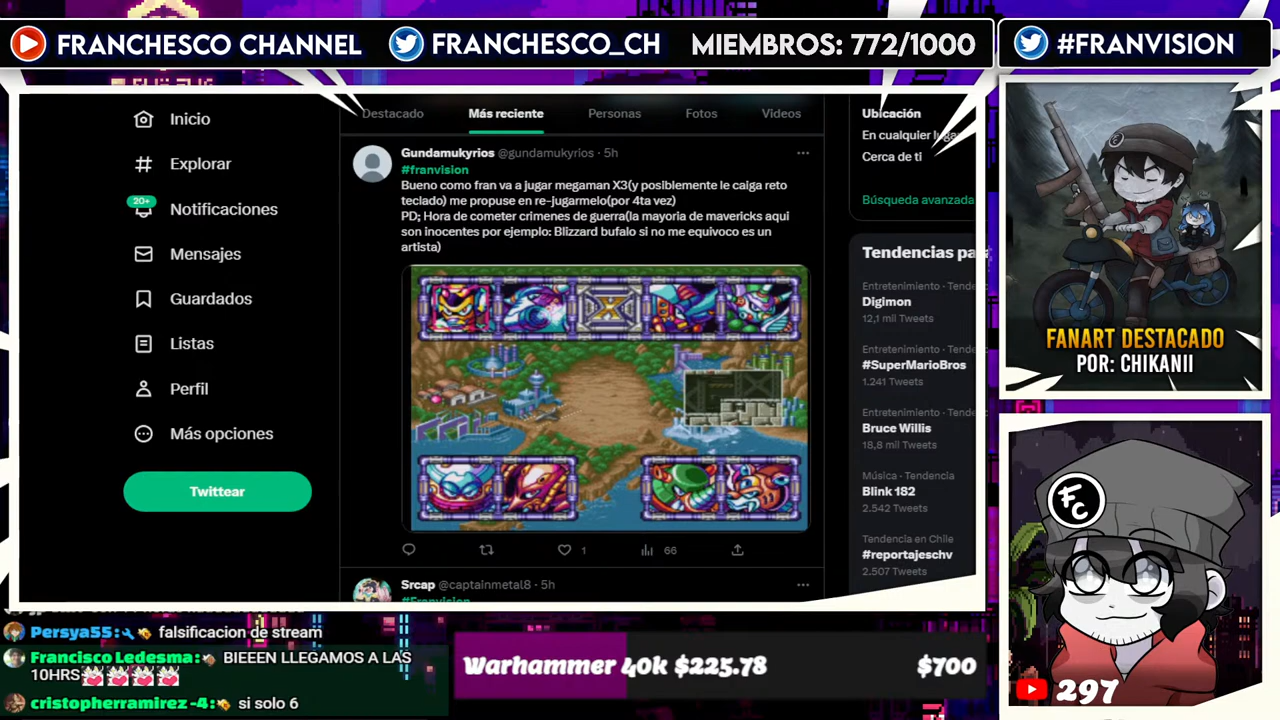 FRANCHESCO CHANNEL
FRANCHESCO_CH
MIEMBROS: 772/1000
#FRANVISION
Inicio
Explorar
20+
Notificaciones
Mensajes
Guardados
Listas
Perfil
Más opciones
Twittear
Destacado
Más reciente
Personas
Fotos
Videos
Gundamukyrios @gundamukyrios · 5h
#franvision
Bueno como fran va a jugar megaman X3(y posiblemente le caiga reto
teclado) me propuse en re-jugarmelo(por 4ta vez)
PD; Hora de cometer crimenes de guerra(la mayoria de mavericks aqui
son inocentes por ejemplo: Blizzard bufalo si no me equivoco es un
artista)
X
1
66
Srcap @captainmetal8 · 5h
#Franvision
Ubicación
En cualquier lugar
Cerca de ti
Búsqueda avanzada
Tendencias pa
Entretenimiento · Tende
Digimon
12,1 mil Tweets
Entretenimiento · Tende
#SuperMarioBros
1.241 Tweets
Entretenimiento · Tende
Bruce Willis
18,8 mil Tweets
Música · Tendencia
Blink 182
2.542 Tweets
Tendencia en Chile
#reportajeschv
2.507 Tweets
FANART DESTACADO
POR: CHIKANII
FC
297
Persya55: falsificacion de stream
Francisco Ledesma: BIEEEN LLEGAMOS A LAS
10HRS
cristopherramirez -4: si solo 6
Warhammer 40k $225.78
$700